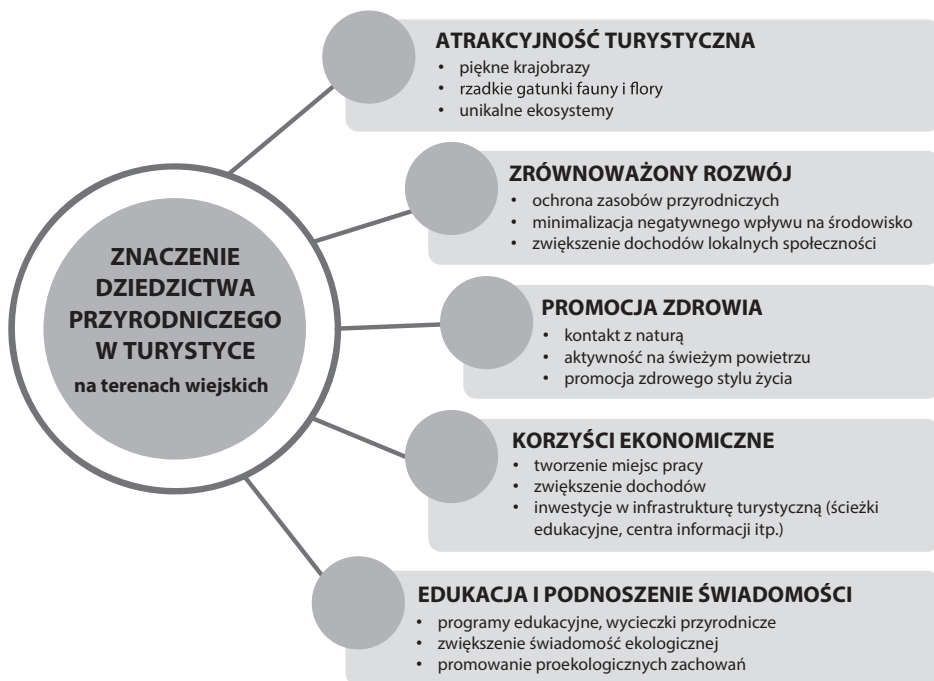 ZNACZENIE
DZIEDZICTWA
PRZYRODNICZEGO
W TURYSTYCE
na terenach wiejskich
ATRAKCYJNOŚĆ TURYSTYCZNA
• piękne krajobrazy
• rzadkie gatunki fauny i flory
• unikalne ekosystemy
ZRÓWNOWAŻONY ROZWÓJ
• ochrona zasobów przyrodniczych
• minimalizacja negatywnego wpływu na środowisko
• zwiększenie dochodów lokalnych społeczności
PROMOCJA ZDROWIA
• kontakt z naturą
• aktywność na świeżym powietrzu
• promocja zdrowego stylu życia
KORZYŚCI EKONOMICZNE
• tworzenie miejsc pracy
• zwiększenie dochodów
• inwestycje w infrastrukturę turystyczną (ścieżki
edukacyjne, centra informacji itp.)
EDUKACJA I PODNOSZENIE ŚWIADOMOŚCI
• programy edukacyjne, wycieczki przyrodnicze
• zwiększenie świadomość ekologicznej
• promowanie proekologicznych zachowań